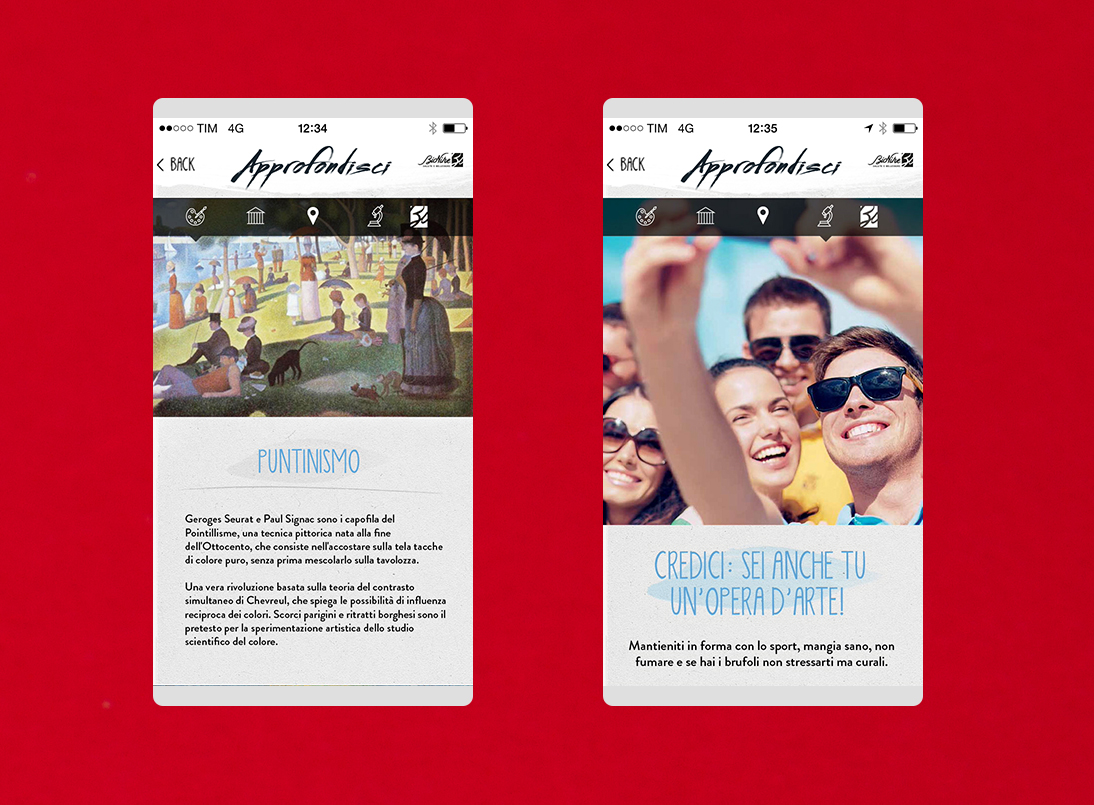 TIM 4G 12:34
BACK
Approfondisci
BioNike
PUNTINISMO
Geroges Seurat e Paul Signac sono i capofila del
Pointillisme, una tecnica pittorica nata alla fine
dell'Ottocento, che consiste nell'accostare sulla tela tacche
di colore puro, senza prima mescolarlo sulla tavolozza.
Una vera rivoluzione basata sulla teoria del contrasto
simultaneo di Chevreul, che spiega le possibilità di influenza
reciproca dei colori. Scorci parigini e ritratti borghesi sono il
pretesto per la sperimentazione artistica dello studio
scientifico del colore.
TIM 4G 12:35
BACK
Approfondisci
BioNike
CREDICI: SEI ANCHE TU
UN'OPERA D'ARTE!
Mantieniti in forma con lo sport, mangia sano, non
fumare e se hai i brufoli non stressarti ma curali.